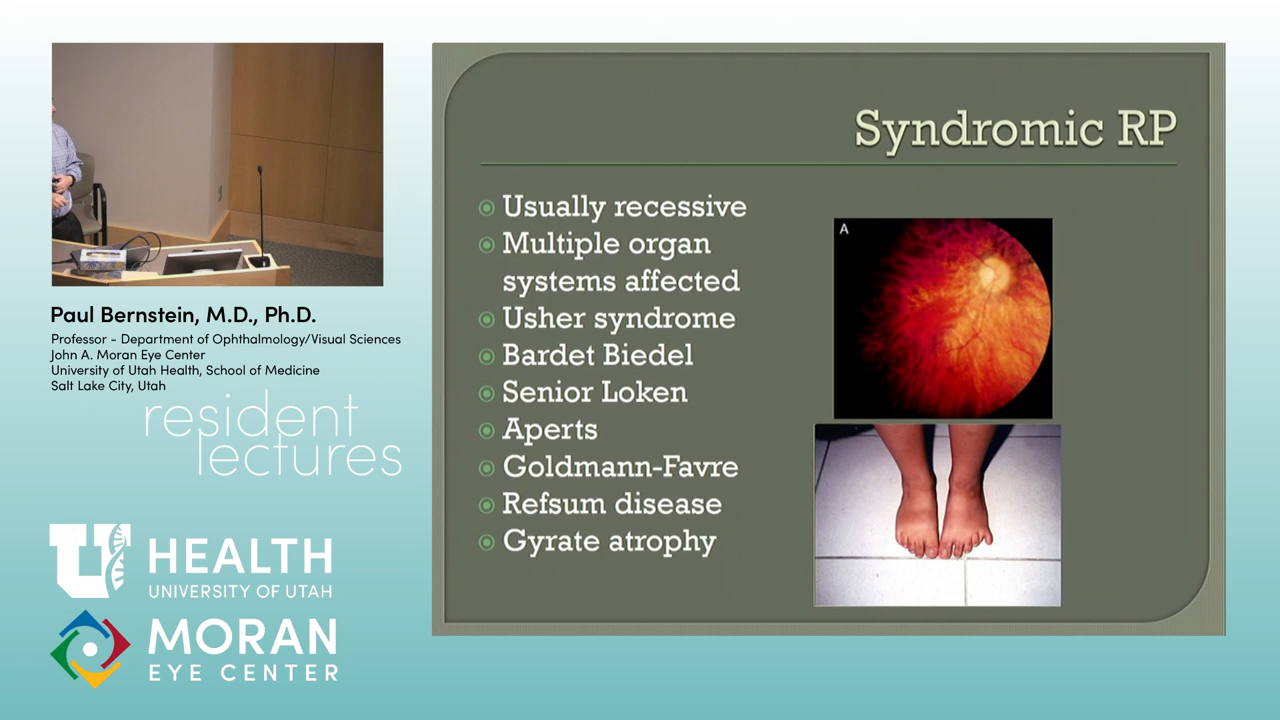 Syndromic RP
Usually recessive
Multiple organ
systems affected
Usher syndrome
Bardet Biedel
Senior Loken
Aperts
Goldmann-Favre
Refsum disease
Gyrate atrophy
A
Paul Bernstein, M.D., Ph.D.
Professor - Department of Ophthalmology/Visual Sciences
John A. Moran Eye Center
University of Utah Health, School of Medicine
Salt Lake City, Utah
resident
lectures
U HEALTH
UNIVERSITY OF UTAH
MORAN
EYE CENTER